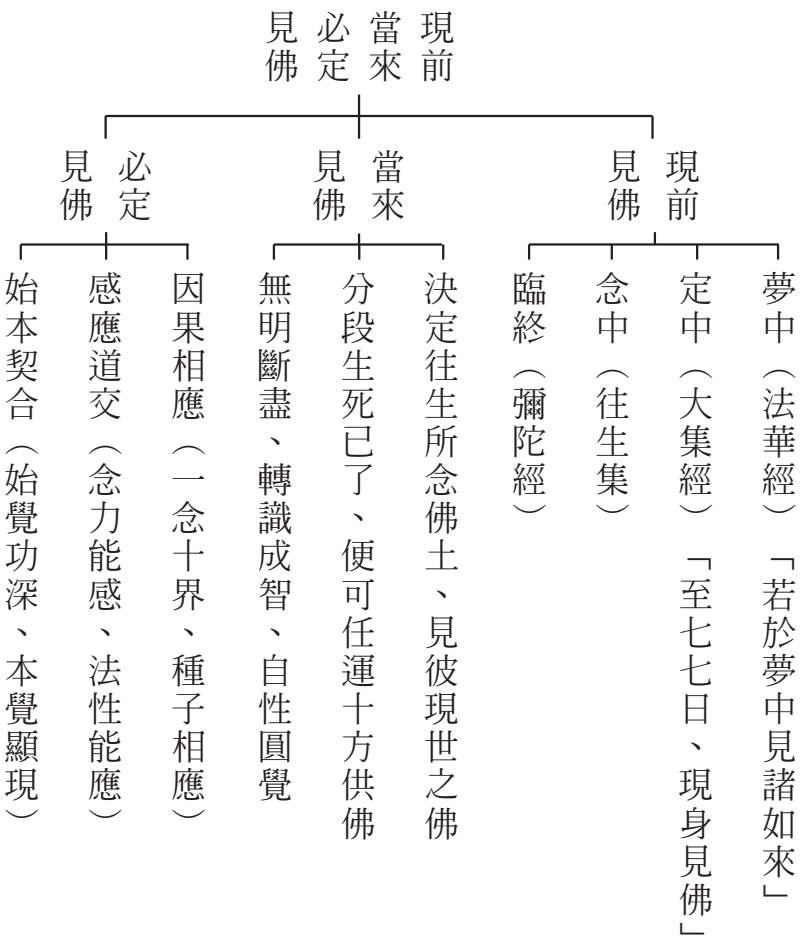 現前
當來
必定
見佛
現前
見佛
夢中（法華經）「若於夢中見諸如來」
定中（大集經）「至七七日、現身見佛」
念中（往生集）
臨終（彌陀經）
當來
見佛
決定往生所念佛土、見彼現世之佛
分段生死已了、便可任運十方供佛
無明斷盡、轉識成智、自性圓覺
必定
見佛
因果相應（一念十界、種子相應）
感應道交（念力能感、法性能應）
始本契合（始覺功深、本覺顯現）